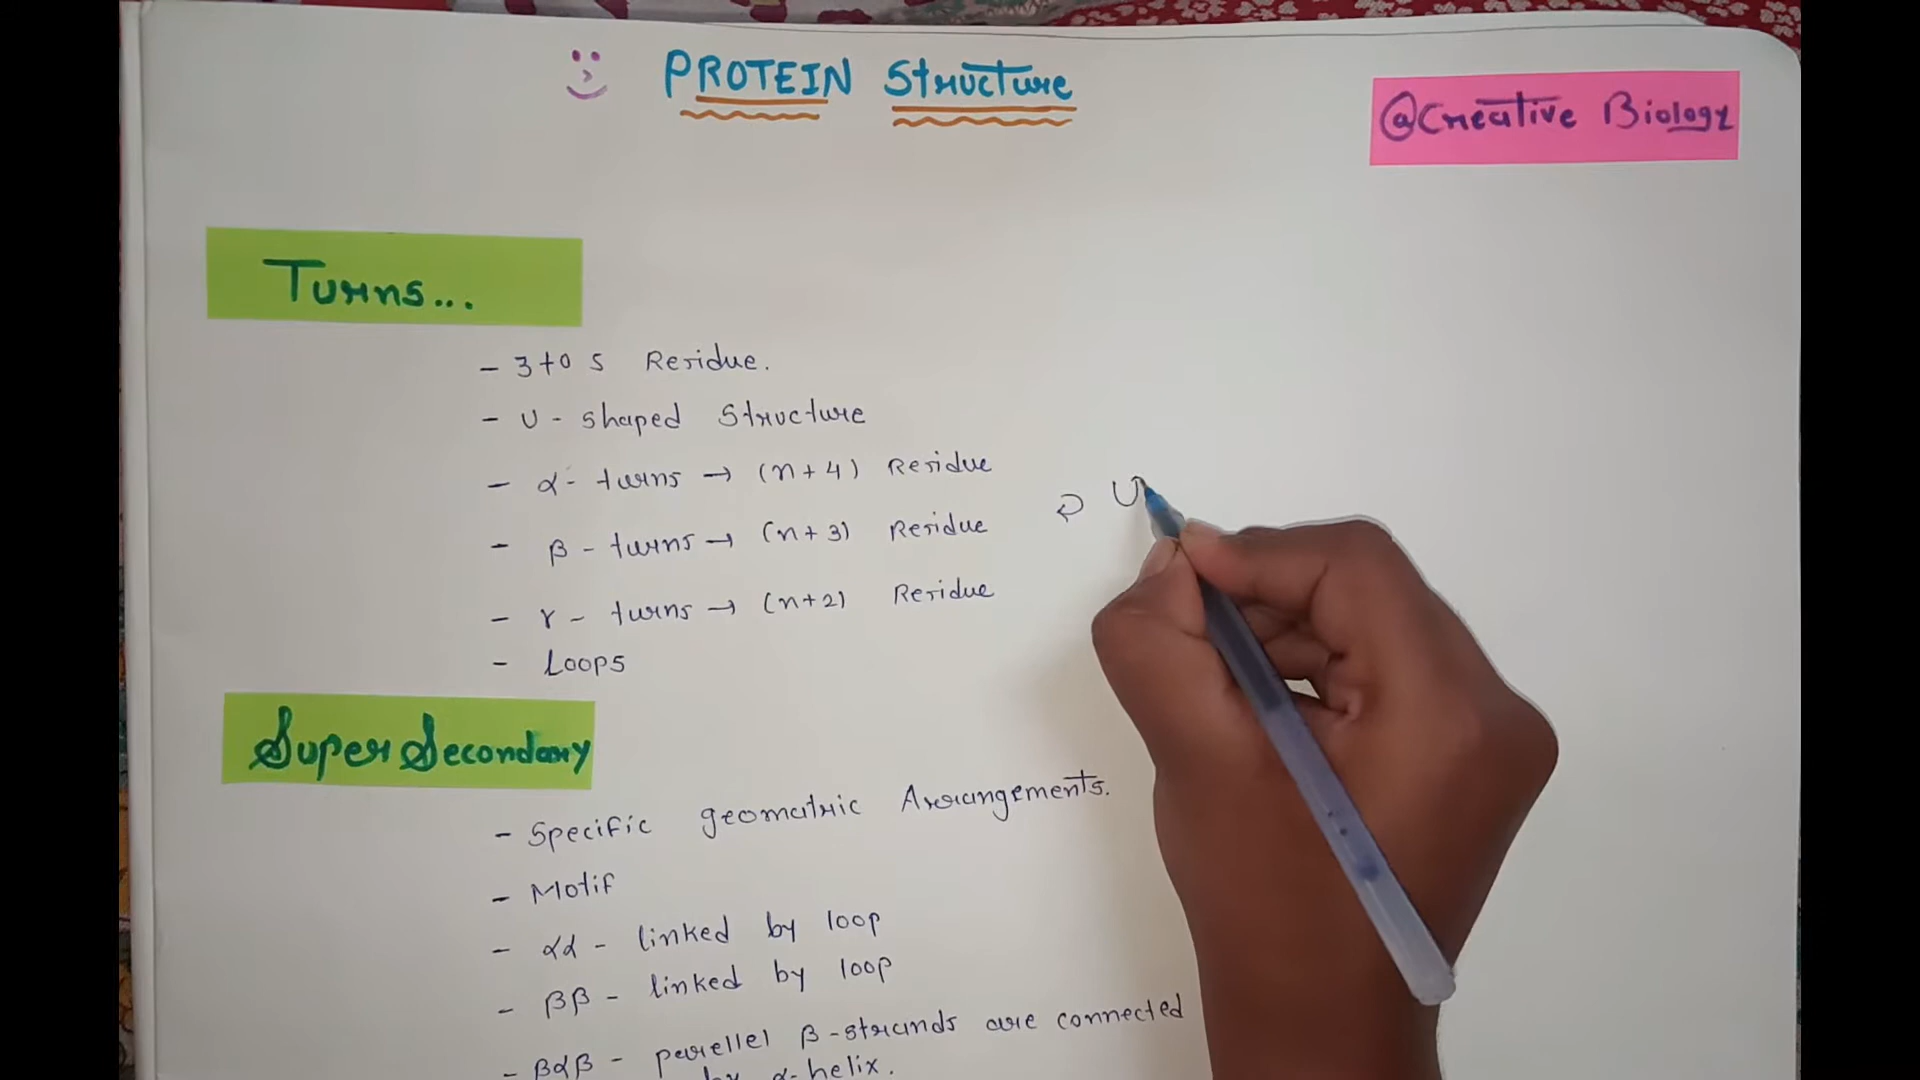 PROTEIN Structure
@Creative Biology
Turns...
- 3 to 5 Residue.
- U - shaped Structure
- α - turns → (n + 4) Residue
- β - turns → (n + 3) Residue
U
- γ - turns → (n+2) Residue
- Loops
Super Secondary
- Specific geomatric Arrangements.
- Motif
- αα - linked by loop
- ββ - linked by loop
- βαβ - parellel β-strands are connected
by α-helix.